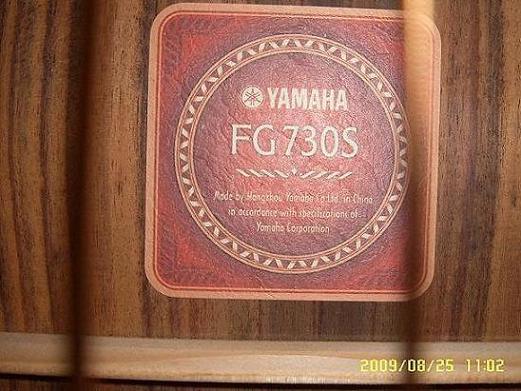 YAMAHA
FG730S
Made by Hangzhou Yamaha Co.Ltd. in China
in accordance with specifications of
Yamaha Corporation
2009/08/25 11:02